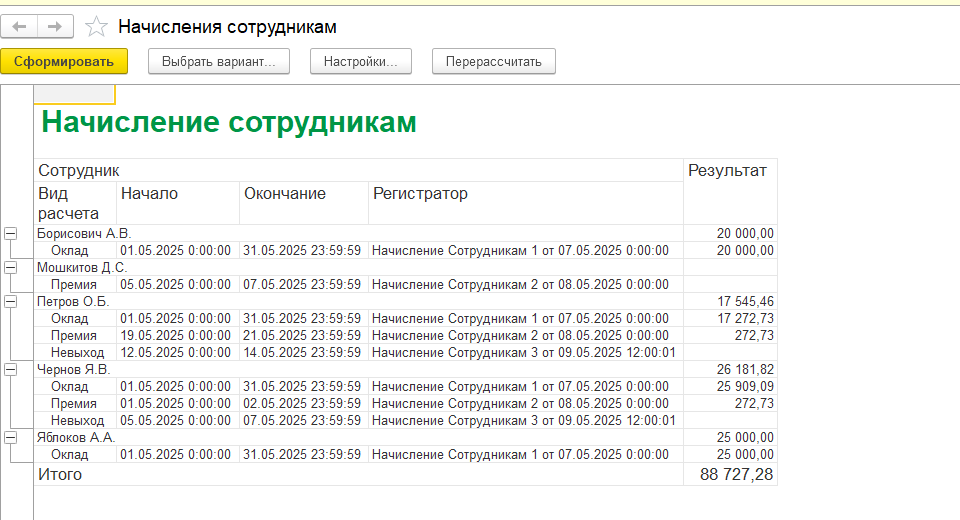 Начисления сотрудникам
Сформировать Выбрать вариант... Настройки... Перерассчитать
Начисление сотрудникам
Сотрудник Результат
Вид расчета Начало Окончание Регистратор
Борисович А.В. 20 000,00
Оклад 01.05.2025 0:00:00 31.05.2025 23:59:59 Начисление Сотрудникам 1 от 07.05.2025 0:00:00 20 000,00
Мошкитов Д.С.
Премия 05.05.2025 0:00:00 07.05.2025 23:59:59 Начисление Сотрудникам 2 от 08.05.2025 0:00:00
Петров О.Б. 17 545,46
Оклад 01.05.2025 0:00:00 31.05.2025 23:59:59 Начисление Сотрудникам 1 от 07.05.2025 0:00:00 17 272,73
Премия 19.05.2025 0:00:00 21.05.2025 23:59:59 Начисление Сотрудникам 2 от 08.05.2025 0:00:00 272,73
Невыход 12.05.2025 0:00:00 14.05.2025 23:59:59 Начисление Сотрудникам 3 от 09.05.2025 12:00:01
Чернов Я.В. 26 181,82
Оклад 01.05.2025 0:00:00 31.05.2025 23:59:59 Начисление Сотрудникам 1 от 07.05.2025 0:00:00 25 909,09
Премия 01.05.2025 0:00:00 02.05.2025 23:59:59 Начисление Сотрудникам 2 от 08.05.2025 0:00:00 272,73
Невыход 05.05.2025 0:00:00 07.05.2025 23:59:59 Начисление Сотрудникам 3 от 09.05.2025 12:00:01
Яблоков А.А. 25 000,00
Оклад 01.05.2025 0:00:00 31.05.2025 23:59:59 Начисление Сотрудникам 1 от 07.05.2025 0:00:00 25 000,00
Итого 88 727,28